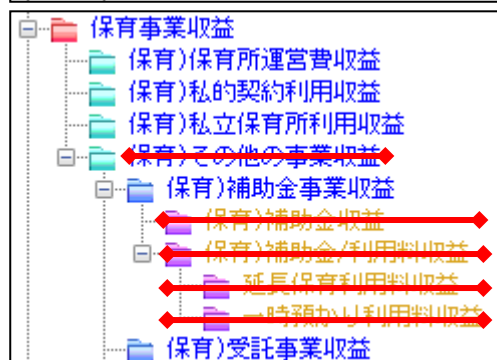 保育事業収益
保育)保育所運営費収益
保育)私的契約利用収益
保育)私立保育所利用収益
保育)その他の事業収益
保育)補助金事業収益
保育)補助金収益
保育)補助金/利用料収益
延長保育利用料収益
一時預かり利用料収益
保育)受託事業収益